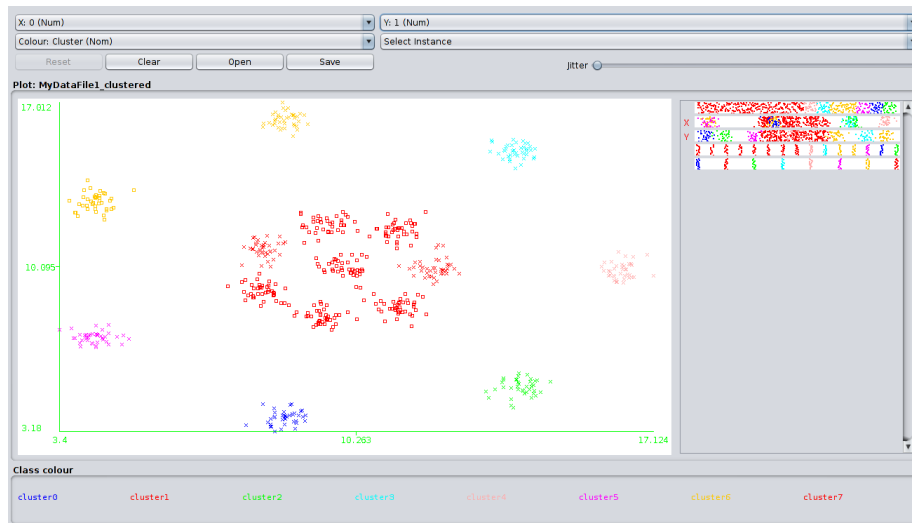 X: 0 (Num) Y: 1 (Num)
Colour: Cluster (Nom) Select Instance
Reset Clear Open Save Jitter
Plot: MyDataFile1_clustered
17.012
X
Y
10.095
3.18
3.4 10.263 17.124
Class colour
cluster0 cluster1 cluster2 cluster3 cluster4 cluster5 cluster6 cluster7